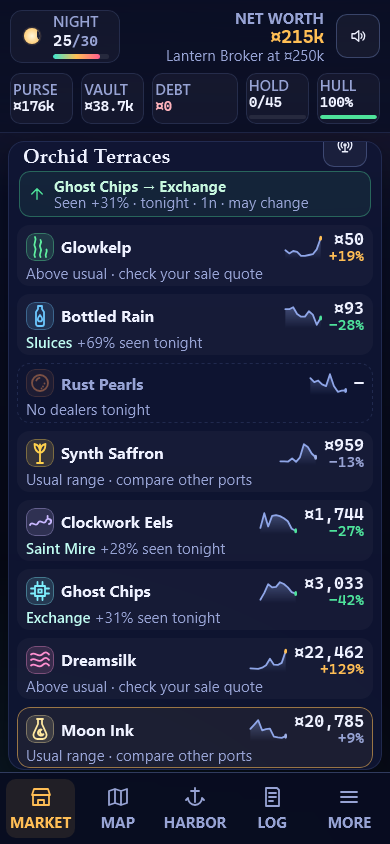 NIGHT
25/30
NET WORTH
¤215k
Lantern Broker at ¤250k
PURSE
¤176k
VAULT
¤38.7k
DEBT
¤0
HOLD
0/45
HULL
100%
Orchid Terraces
Ghost Chips → Exchange
Seen +31% · tonight · 1n · may change
Glowkelp
¤50
+19%
Above usual · check your sale quote
Bottled Rain
¤93
−28%
Sluices +69% seen tonight
Rust Pearls
—
No dealers tonight
Synth Saffron
¤959
−13%
Usual range · compare other ports
Clockwork Eels
¤1,744
−27%
Saint Mire +28% seen tonight
Ghost Chips
¤3,033
−42%
Exchange +31% seen tonight
Dreamsilk
¤22,462
+129%
Above usual · check your sale quote
Moon Ink
¤20,785
+9%
Usual range · compare other ports
MARKET
MAP
HARBOR
LOG
MORE